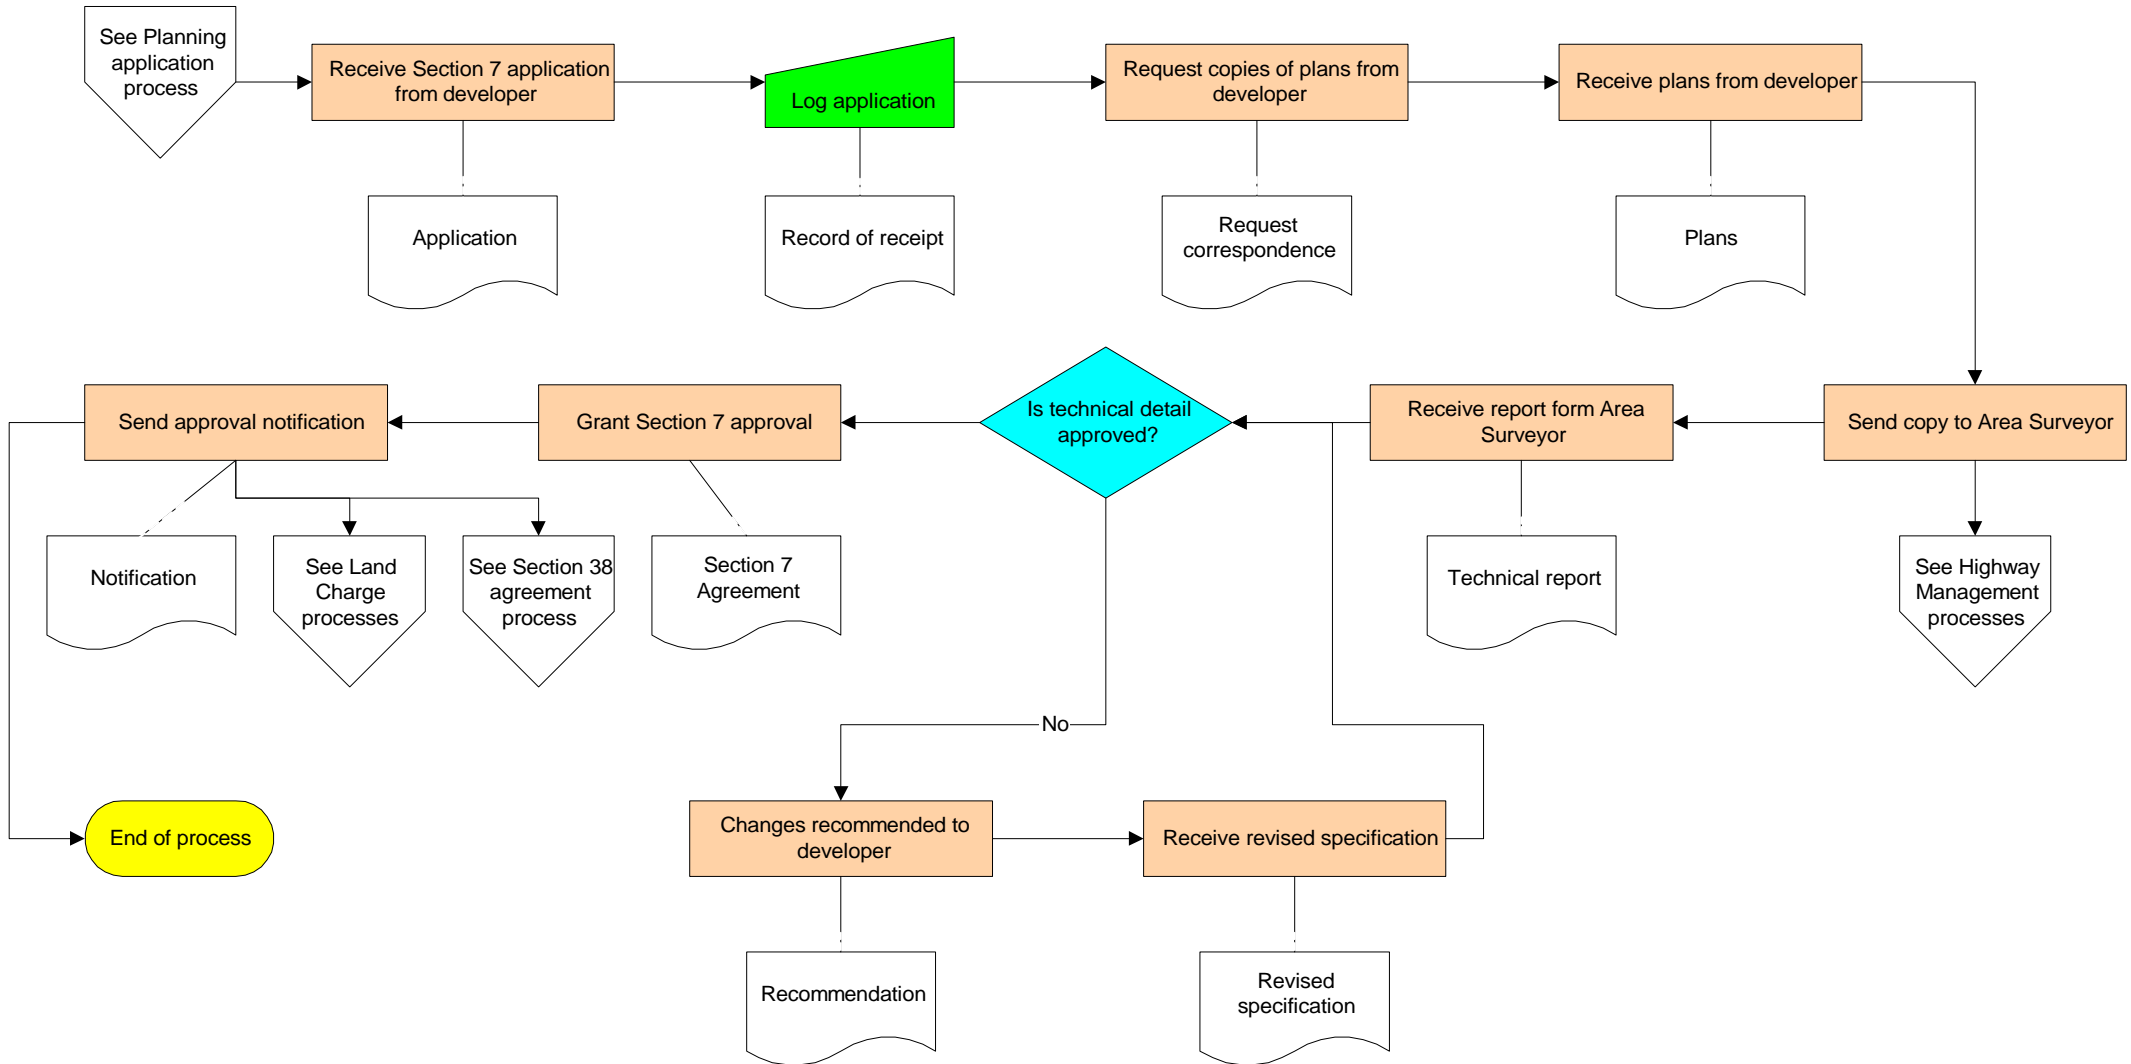 See Planning
application
process
Receive Section 7 application
from developer
Log application
Request copies of plans from
developer
Receive plans from developer
Application
Record of receipt
Request
correspondence
Plans
Send approval notification
Grant Section 7 approval
Is technical detail
approved?
Receive report form Area
Surveyor
Send copy to Area Surveyor
Notification
See Land
Charge
processes
See Section 38
agreement
process
Section 7
Agreement
Technical report
See Highway
Management
processes
No
End of process
Changes recommended to
developer
Receive revised specification
Recommendation
Revised
specification